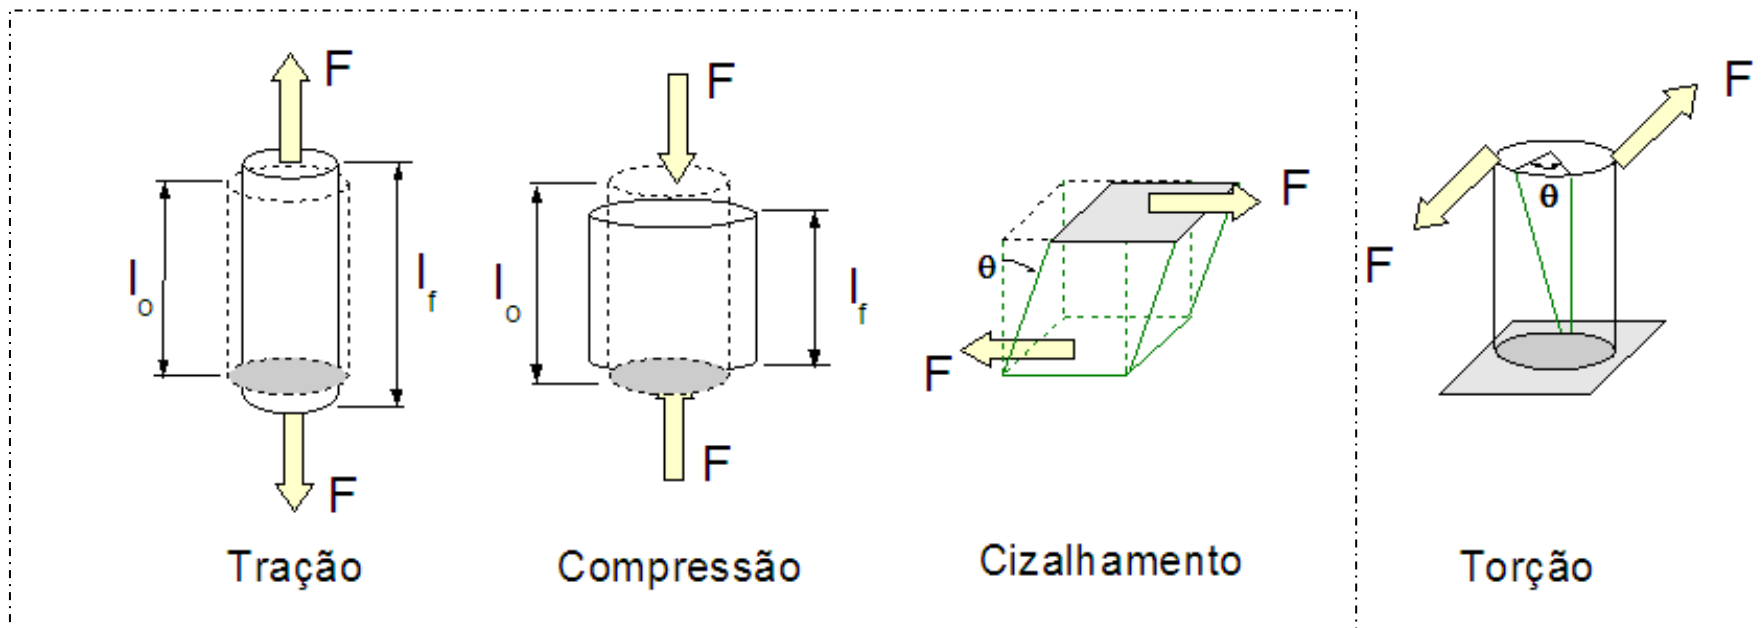 F
F
lo
lf
F
Tração
F
lo
lf
F
Compressão
F
θ
F
Cizalhamento
F
θ
F
Torção